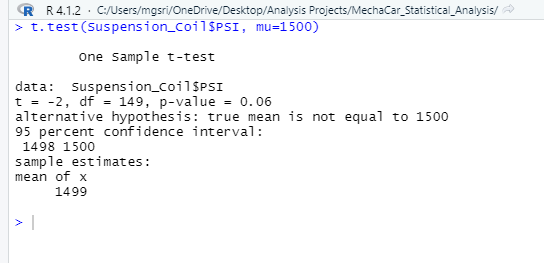 R 4.1.2 · C:/Users/mgsri/OneDrive/Desktop/Analysis Projects/MechaCar_Statistical_Analysis/
> t.test(Suspension_Coil$PSI, mu=1500)
One Sample t-test
data:  Suspension_Coil$PSI
t = -2, df = 149, p-value = 0.06
alternative hypothesis: true mean is not equal to 1500
95 percent confidence interval:
1498 1500
sample estimates:
mean of x
1499
>